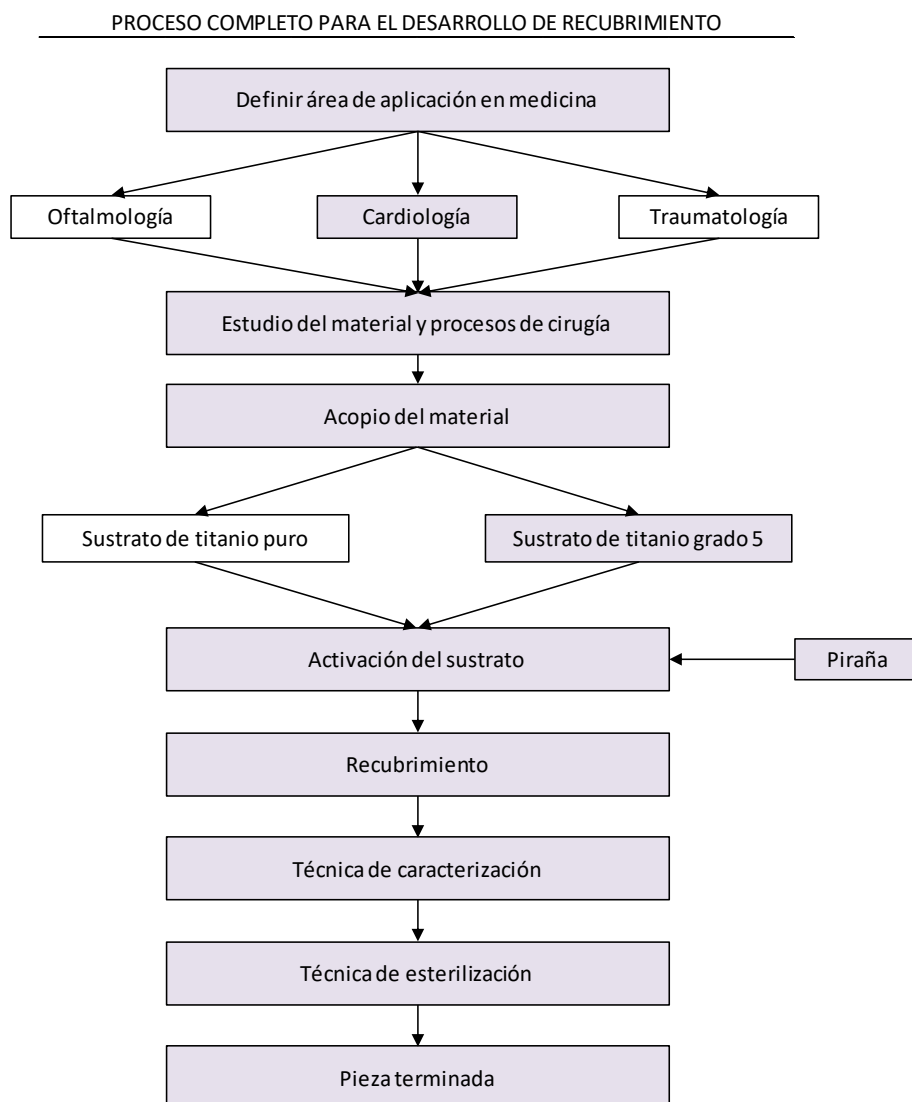 PROCESO COMPLETO PARA EL DESARROLLO DE RECUBRIMIENTO
Definir área de aplicación en medicina
Oftalmología
Cardiología
Traumatología
Estudio del material y procesos de cirugía
Acopio del material
Sustrato de titanio puro
Sustrato de titanio grado 5
Activación del sustrato
Piraña
Recubrimiento
Técnica de caracterización
Técnica de esterilización
Pieza terminada